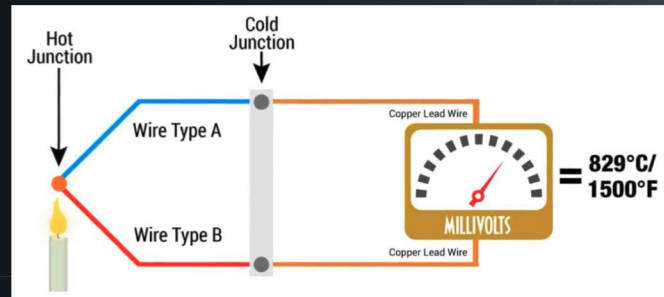 Hot
Junction
Cold
Junction
Wire Type A
Copper Lead Wire
=
829°C/
1500°F
MILLIVOLTS
Wire Type B
Copper Lead Wire